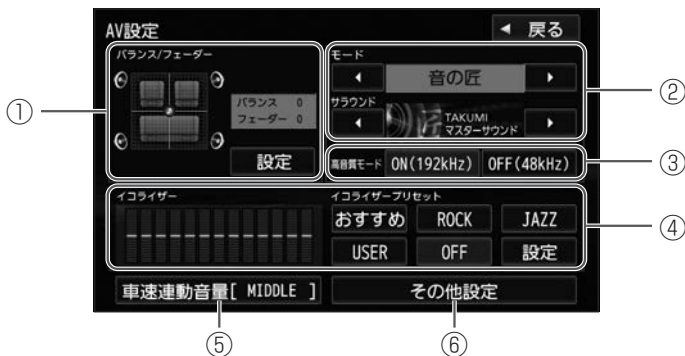 AV設定
◀ 戻る
バランス/フェーダー
バランス 0
フェーダー 0
設定
①
モード
音の匠
サラウンド
TAKUMI
マスターサウンド
②
高音質モード ON(192kHz) OFF(48kHz)
③
イコライザー
イコライザープリセット
おすすめ ROCK JAZZ
USER OFF 設定
④
車速連動音量[ MIDDLE ]
その他設定
⑤
⑥